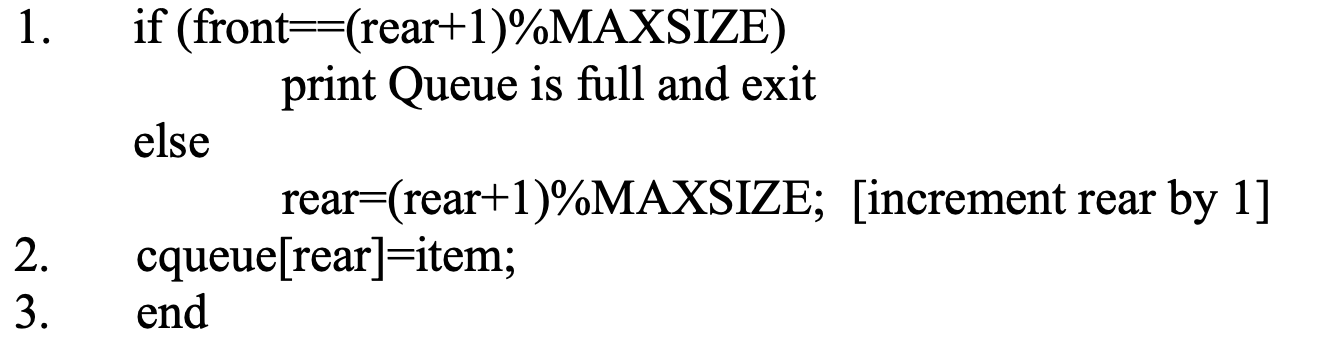 1. if (front==(rear+1)%MAXSIZE)
print Queue is full and exit
else
rear=(rear+1)%MAXSIZE; [increment rear by 1]
2. cqueue[rear]=item;
3. end